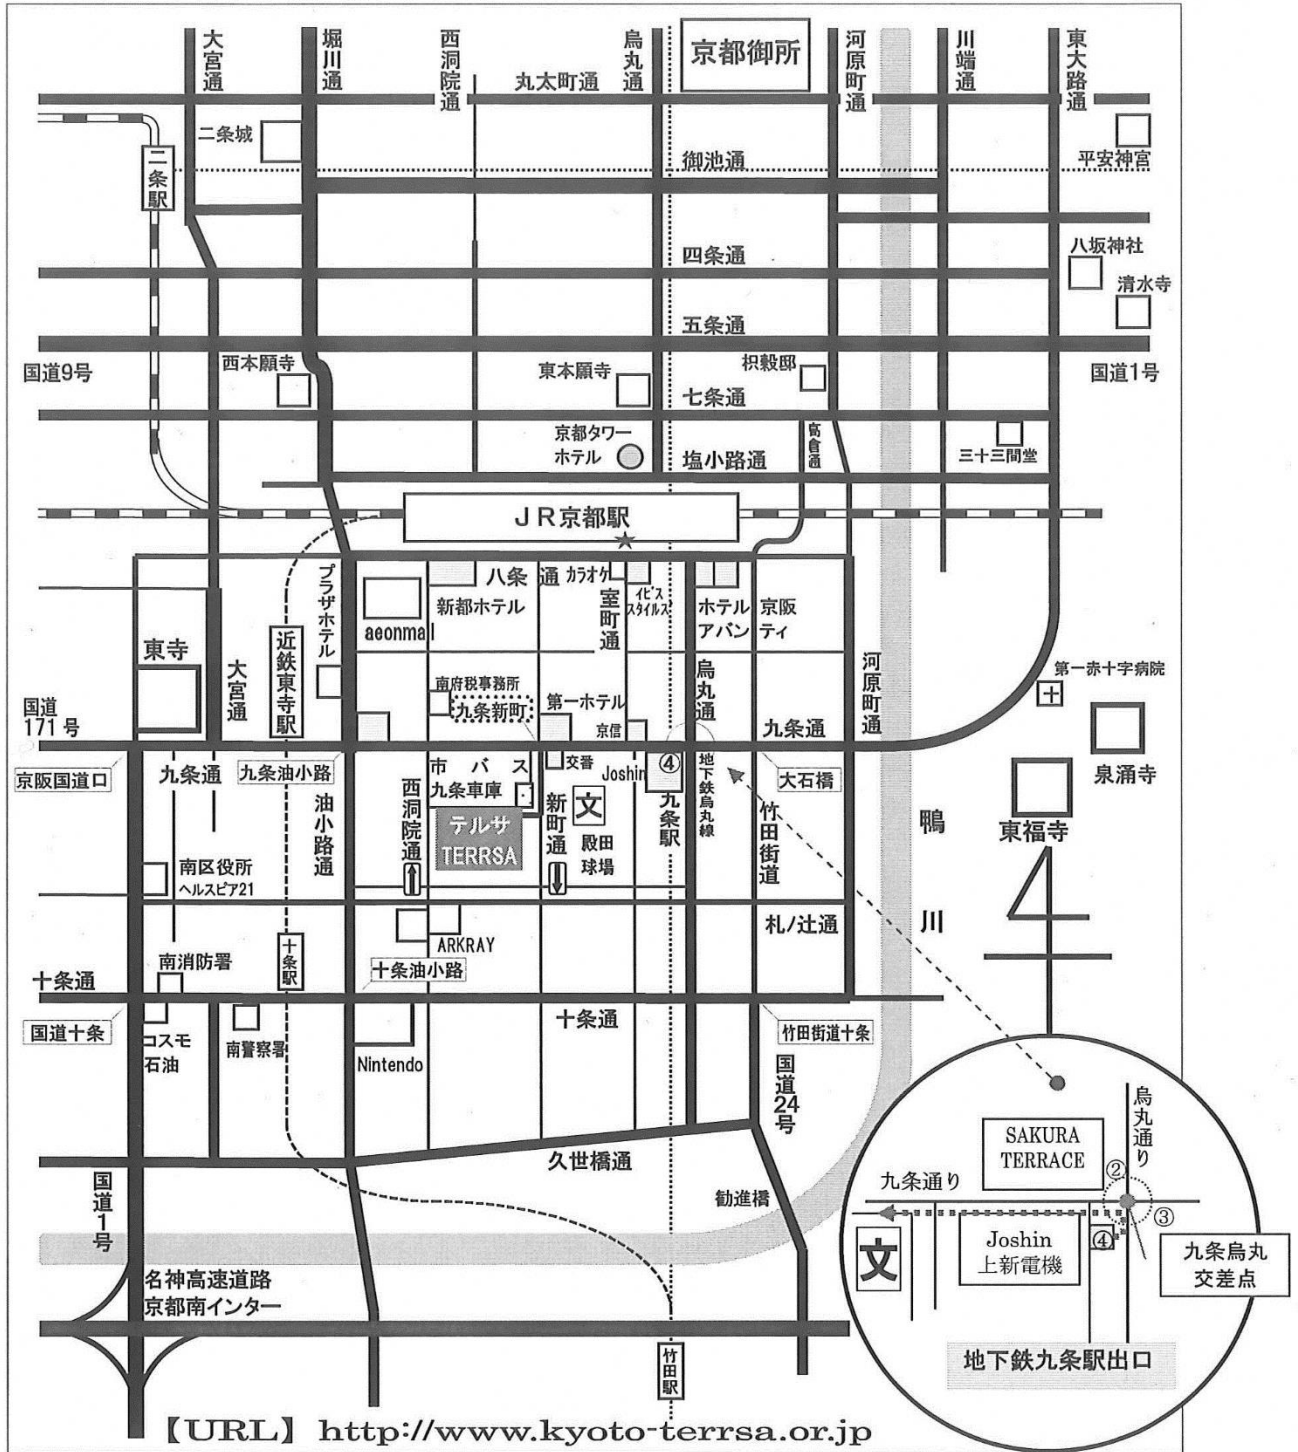 大宮通
堀川通
西洞院通
烏丸通
京都御所
河原町通
川端通
東大路通
丸太町通
二条城
二条駅
御池通
平安神宮
四条通
八坂神社
清水寺
五条通
国道9号
西本願寺
東本願寺
枳殻邸
国道1号
七条通
京都タワー
ホテル
高倉通
塩小路通
三十三間堂
JR京都駅
★
プラザホテル
八条通
カラオケ
aeonmall
新都ホテル
室町通
イビス
スタイルズ
ホテル
アバン
京阪
ティ
東寺
大宮通
近鉄東寺駅
南府税事務所
九条新町
第一ホテル
京信
烏丸通
河原町通
第一赤十字病院
国道
171号
九条通
泉涌寺
京阪国道口
九条通
九条油小路
市バス
九条車庫
交番
Joshin
④
九条駅
地下鉄烏丸線
大石橋
東福寺
油小路通
西洞院通
テルサ
TERRSA
新町通
文
殿田
球場
竹田街道
鴨川
南区役所
ヘルスピア21
札ノ辻通
ARKRAY
十条駅
南消防署
十条油小路
十条通
国道十条
コスモ
石油
南警察署
Nintendo
十条通
竹田街道十条
国道24号
久世橋通
国道1号
勧進橋
名神高速道路
京都南インター
竹田駅
烏丸通り
SAKURA
TERRACE
九条通り
②
③
④
文
Joshin
上新電機
九条烏丸
交差点
地下鉄九条駅出口
【URL】 http://www.kyoto-terrsa.or.jp